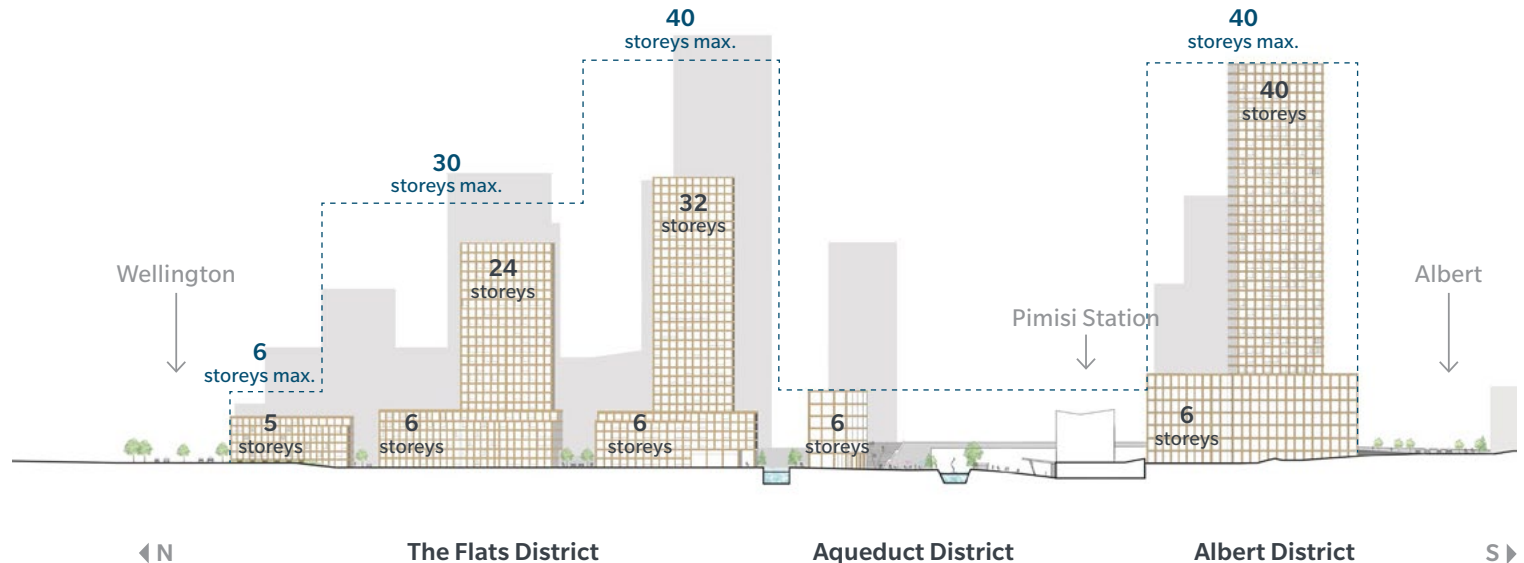 40
storeys max.
40
storeys max.
40
storeys
30
storeys max.
32
storeys
24
storeys
Wellington
Albert
Pimisi Station
6
storeys max.
5
storeys
6
storeys
6
storeys
6
storeys
6
storeys
N
The Flats District
Aqueduct District
Albert District
S